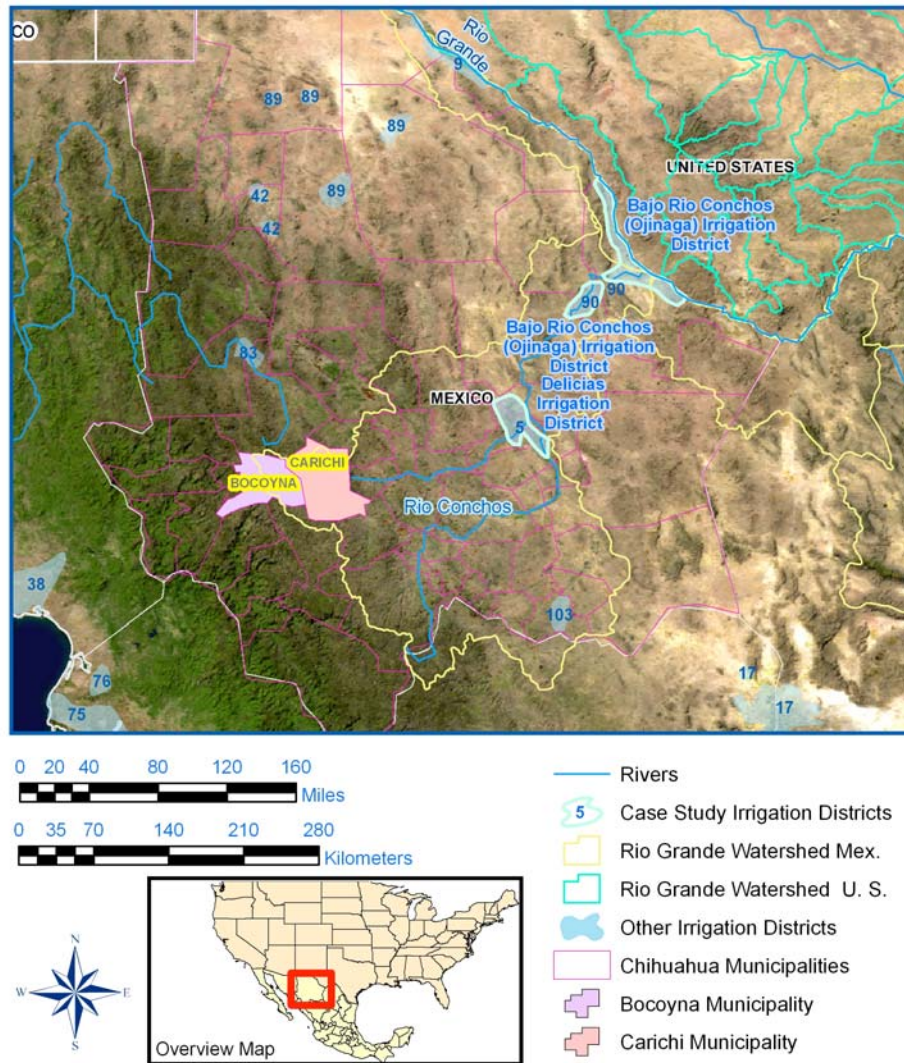 CO
Rio
Grande
9
89
89
89
UNITED STATES
42
89
Bajo Rio Conchos
(Ojinaga) Irrigation
District
42
90
90
Bajo Rio Conchos
(Ojinaga) Irrigation
District
83
Delicias
Irrigation
District
MEXICO
5
CARICHI
BOCOYNA
Rio Conchos
38
103
76
17
75
17
0 20 40 80 120 160
Miles
0 35 70 140 210 280
Kilometers
N
W E
S
Overview Map
Rivers
5 Case Study Irrigation Districts
Rio Grande Watershed Mex.
Rio Grande Watershed U. S.
Other Irrigation Districts
Chihuahua Municipalities
Bocoyna Municipality
Carichi Municipality